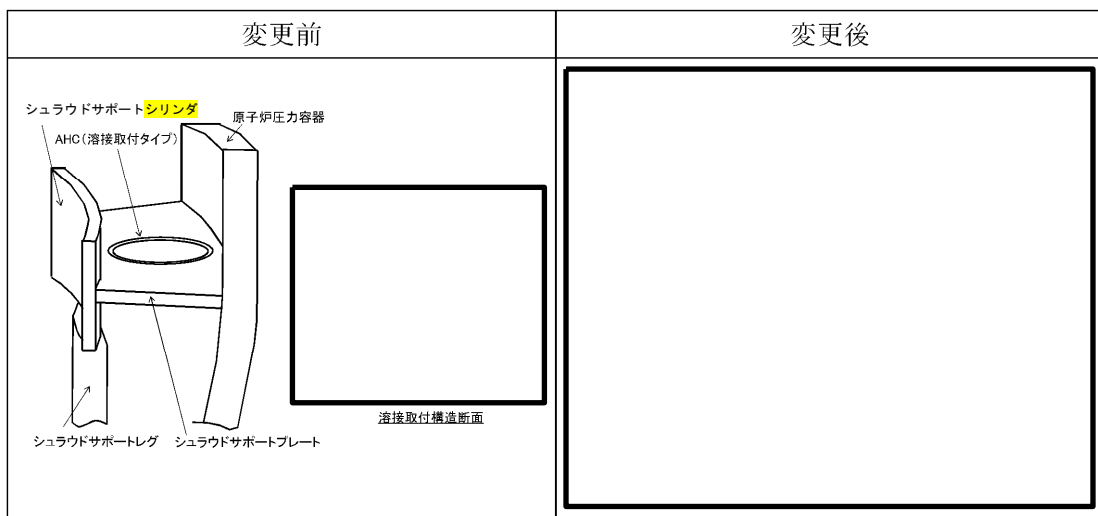 変更前
変更後
シュラウドサポートシリンダ
原子炉圧力容器
AHC(溶接取付タイプ)
溶接取付構造断面
シュラウドサポートレグ
シュラウドサポートプレート